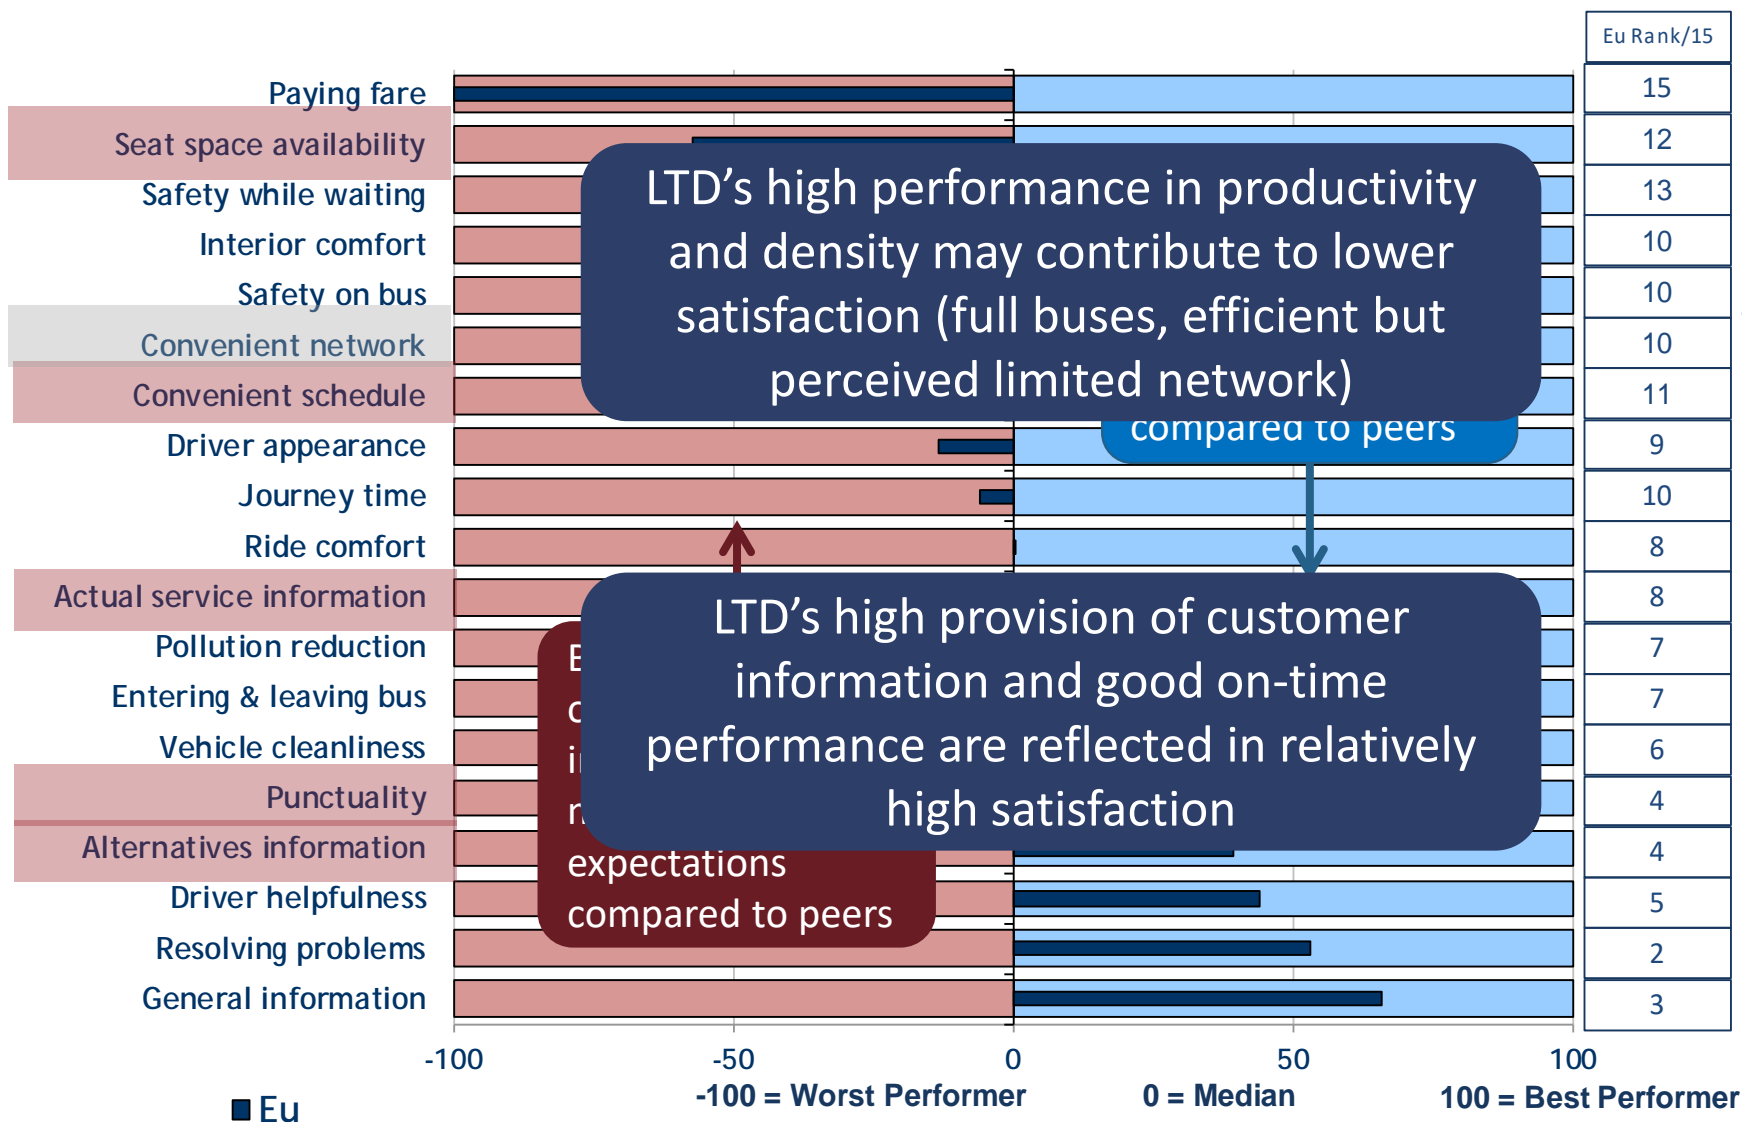 Eu Rank/15
Paying fare 15
Seat space availability 12
Safety while waiting 13
Interior comfort 10
Safety on bus 10
Convenient network 10
Convenient schedule 11
Driver appearance 9
Journey time 10
Ride comfort 8
Actual service information 8
Pollution reduction 7
Entering & leaving bus 7
Vehicle cleanliness 6
Punctuality 4
Alternatives information 4
Driver helpfulness 5
Resolving problems 2
General information 3
LTD’s high performance in productivity
and density may contribute to lower
satisfaction (full buses, efficient but
perceived limited network)
compared to peers
LTD’s high provision of customer
information and good on-time
performance are reflected in relatively
high satisfaction
expectations
compared to peers
-100 -50 0 50 100
-100 = Worst Performer 0 = Median 100 = Best Performer
Eu